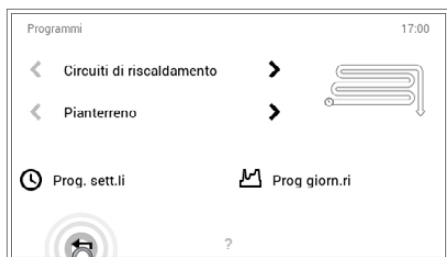 Programmi 17:00
Circuiti di riscaldamento
Pianterreno
Prog. sett.li Prog giorn.ri
?